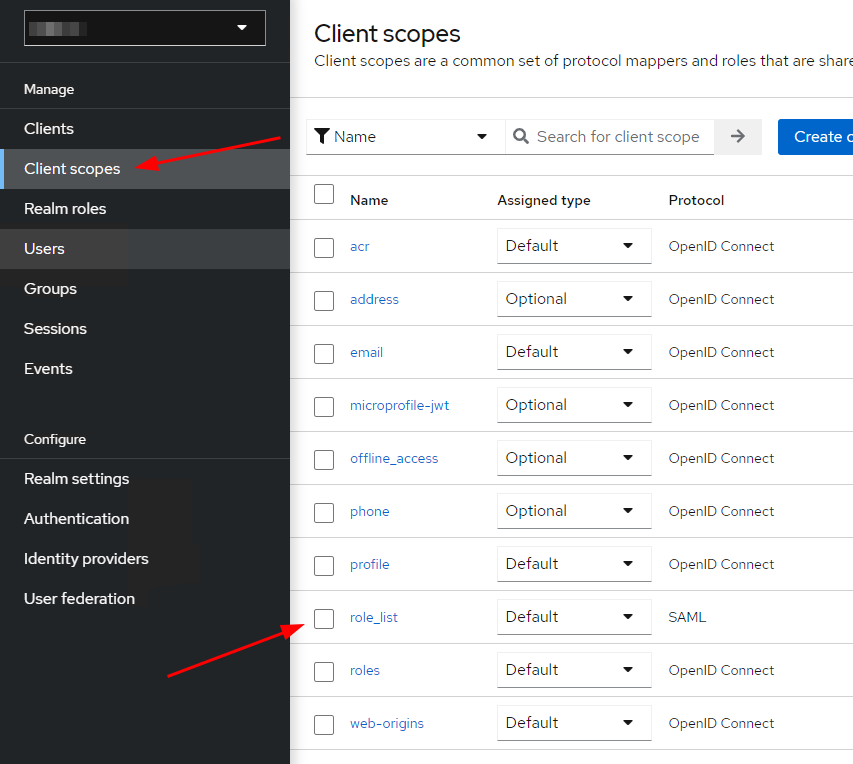 Manage
Clients
Client scopes
Realm roles
Users
Groups
Sessions
Events
Configure
Realm settings
Authentication
Identity providers
User federation
Client scopes
Client scopes are a common set of protocol mappers and roles that are share
Name Search for client scope Create
Name Assigned type Protocol
acr Default OpenID Connect
address Optional OpenID Connect
email Default OpenID Connect
microprofile-jwt Optional OpenID Connect
offline_access Optional OpenID Connect
phone Optional OpenID Connect
profile Default OpenID Connect
role_list Default SAML
roles Default OpenID Connect
web-origins Default OpenID Connect